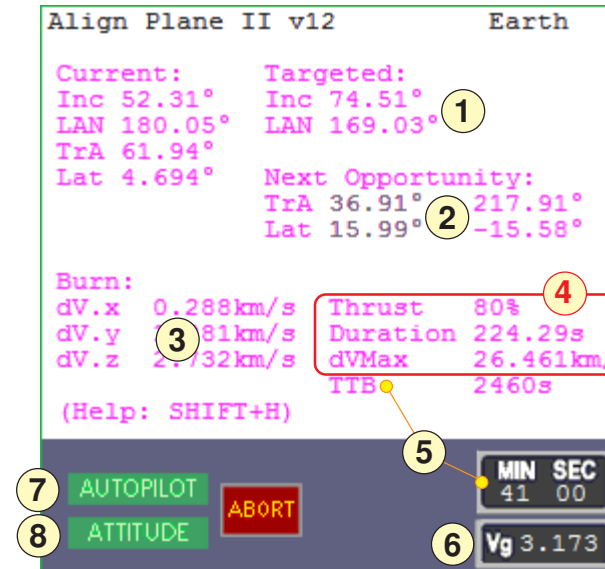 Align Plane II v12 Earth
Current: Targeted:
Inc 52.31° Inc 74.51° 1
LAN 180.05° LAN 169.03°
TrA 61.94°
Lat 4.694° Next Opportunity:
TrA 36.91° 2 217.91°
Lat 15.99° -15.58°
Burn: 4
dV.x 0.288km/s Thrust 80%
dV.y 3 81km/s Duration 224.29s
dV.z 732km/s dVMax 26.461km/
TTB 2460s
(Help: SHIFT+H)
5
MIN SEC
7 AUTOPILOT 41 00
ABORT
8 ATTITUDE 6 Vg 3.173